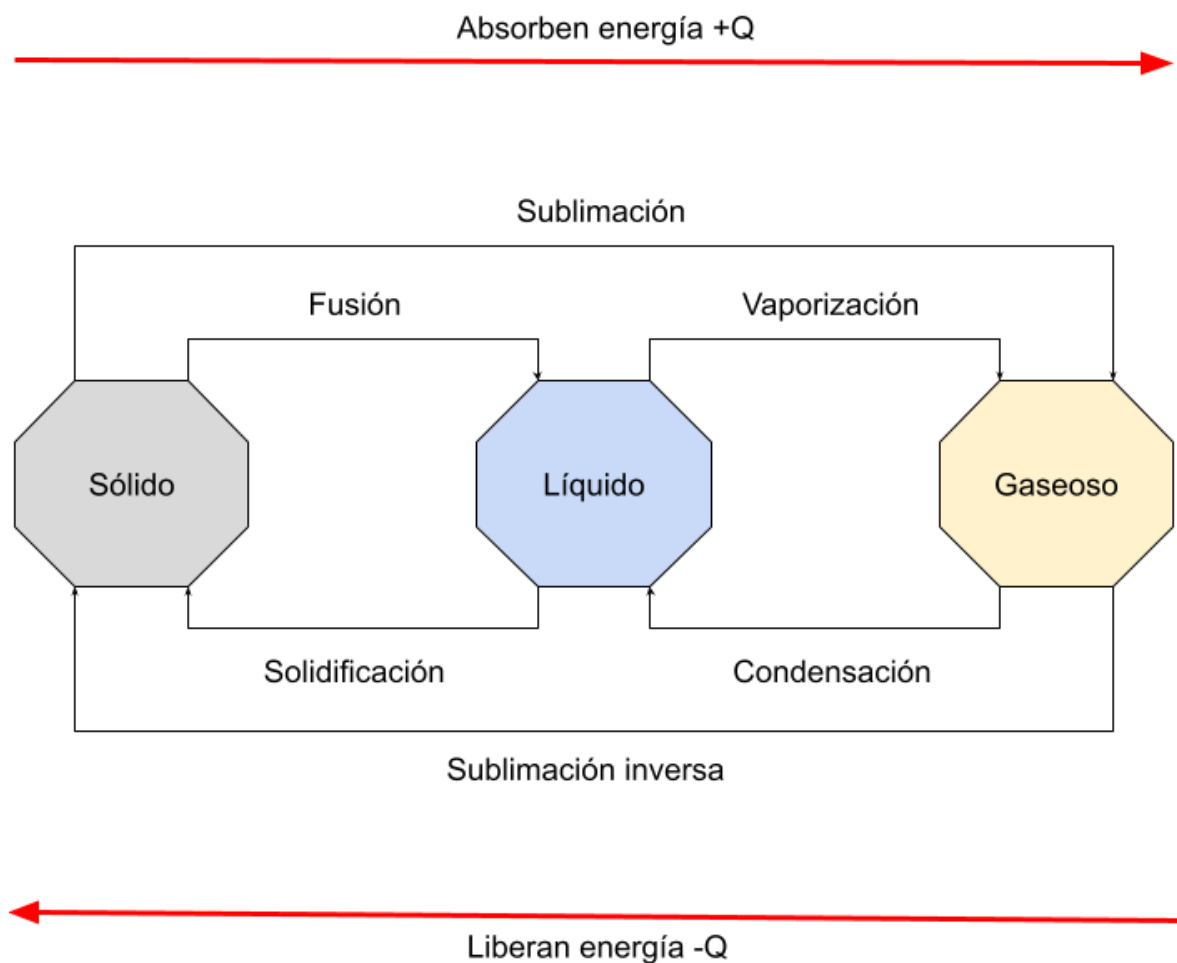 Absorben energía +Q
Sublimación
Fusión
Vaporización
Sólido
Líquido
Gaseoso
Solidificación
Condensación
Sublimación inversa
Liberan energía -Q